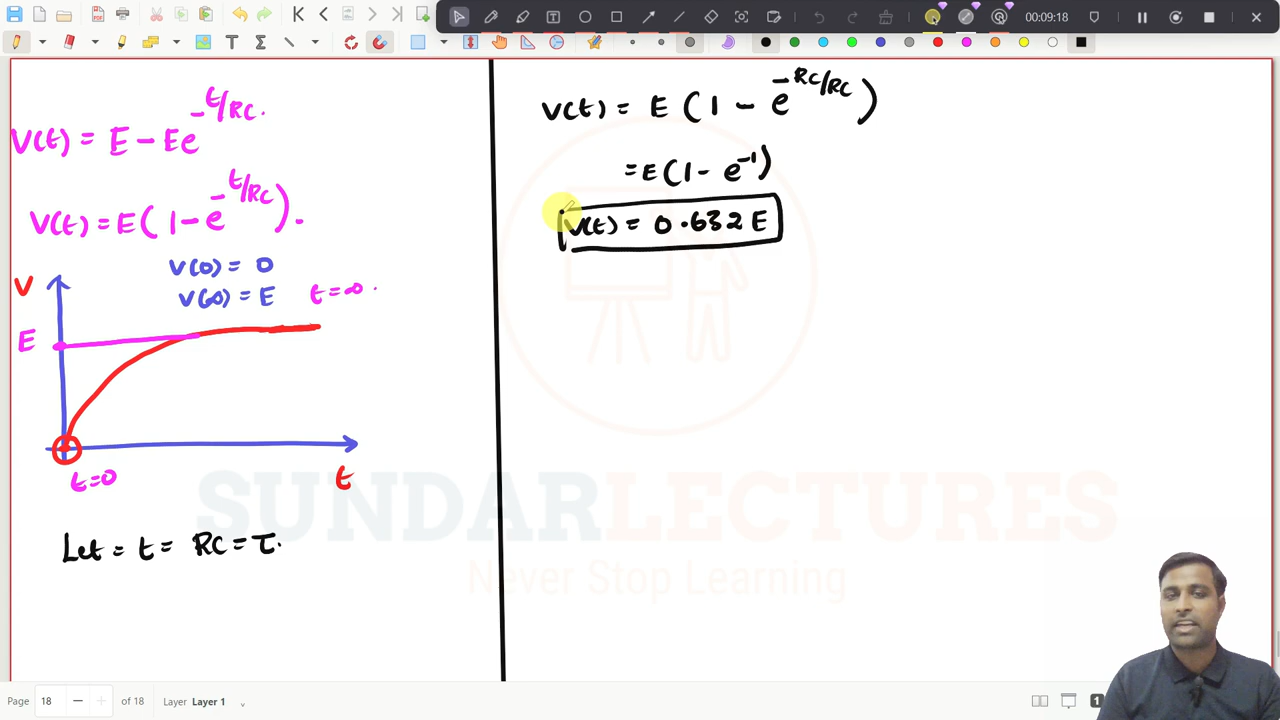 00:09:18
V(t) = E - Ee^-t/RC.
V(t) = E(1-e^-t/RC).
V(0) = 0
V(∞) = E t=∞.
V
E
t=0
t
Let = t = RC = τ.
V(t) = E (1 - e^-RC/RC)
= E (1 - e^-1)
V(t) = 0.632 E
SUNDARLECTURES
Never Stop Learning
Page 18 of 18 Layer Layer 1
1